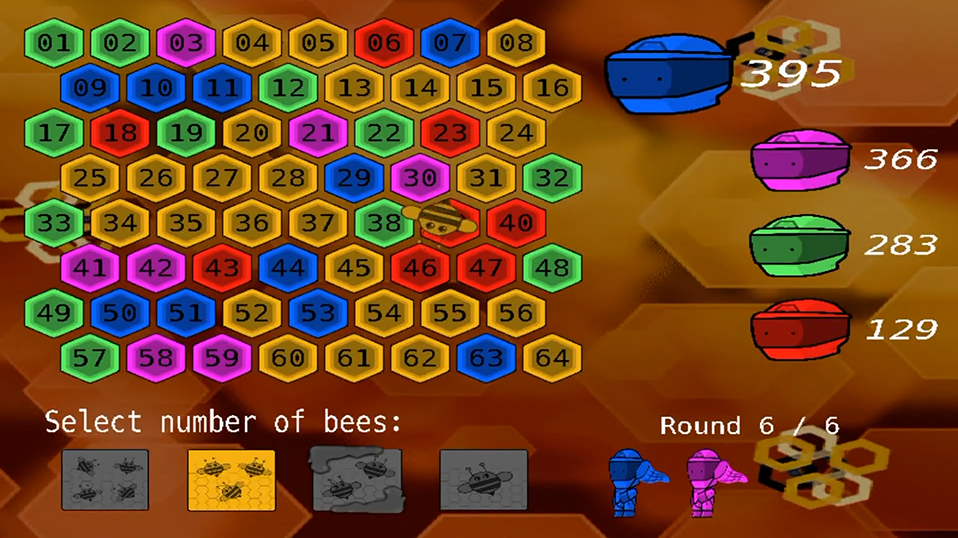 01 02 03 04 05 06 07 08
395
09 10 11 12 13 14 15 16
17 18 19 20 21 22 23 24
366
25 26 27 28 29 30 31 32
33 34 35 36 37 38 40
283
41 42 43 44 45 46 47 48
49 50 51 52 53 54 55 56
129
57 58 59 60 61 62 63 64
Select number of bees:
Round 6 / 6